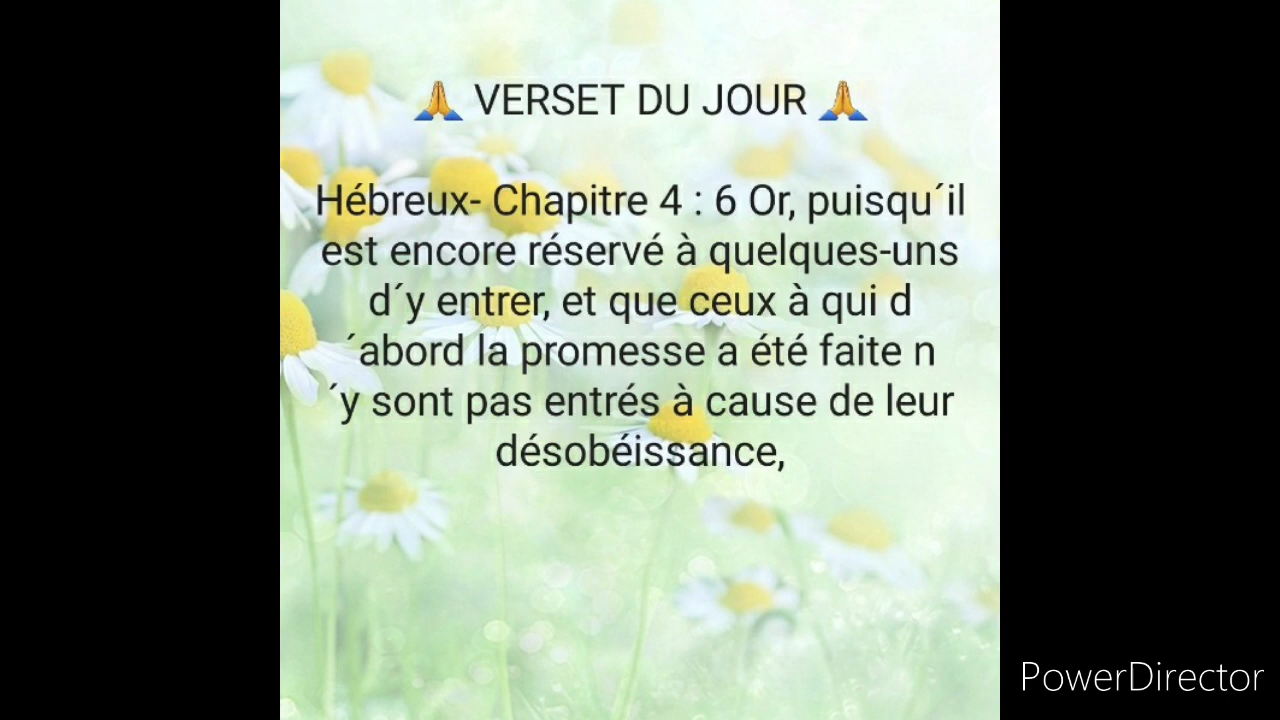 🙏 VERSET DU JOUR 🙏
Hébreux- Chapitre 4 : 6 Or, puisqu´il
est encore réservé à quelques-uns
d´y entrer, et que ceux à qui d
´abord la promesse a été faite n
´y sont pas entrés à cause de leur
désobéissance,
PowerDirector